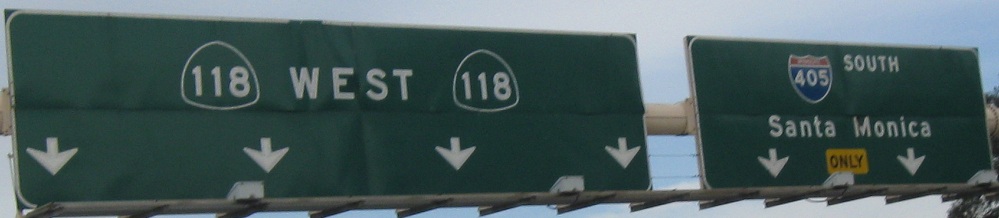 118 WEST 118
405 SOUTH
Santa Monica
ONLY